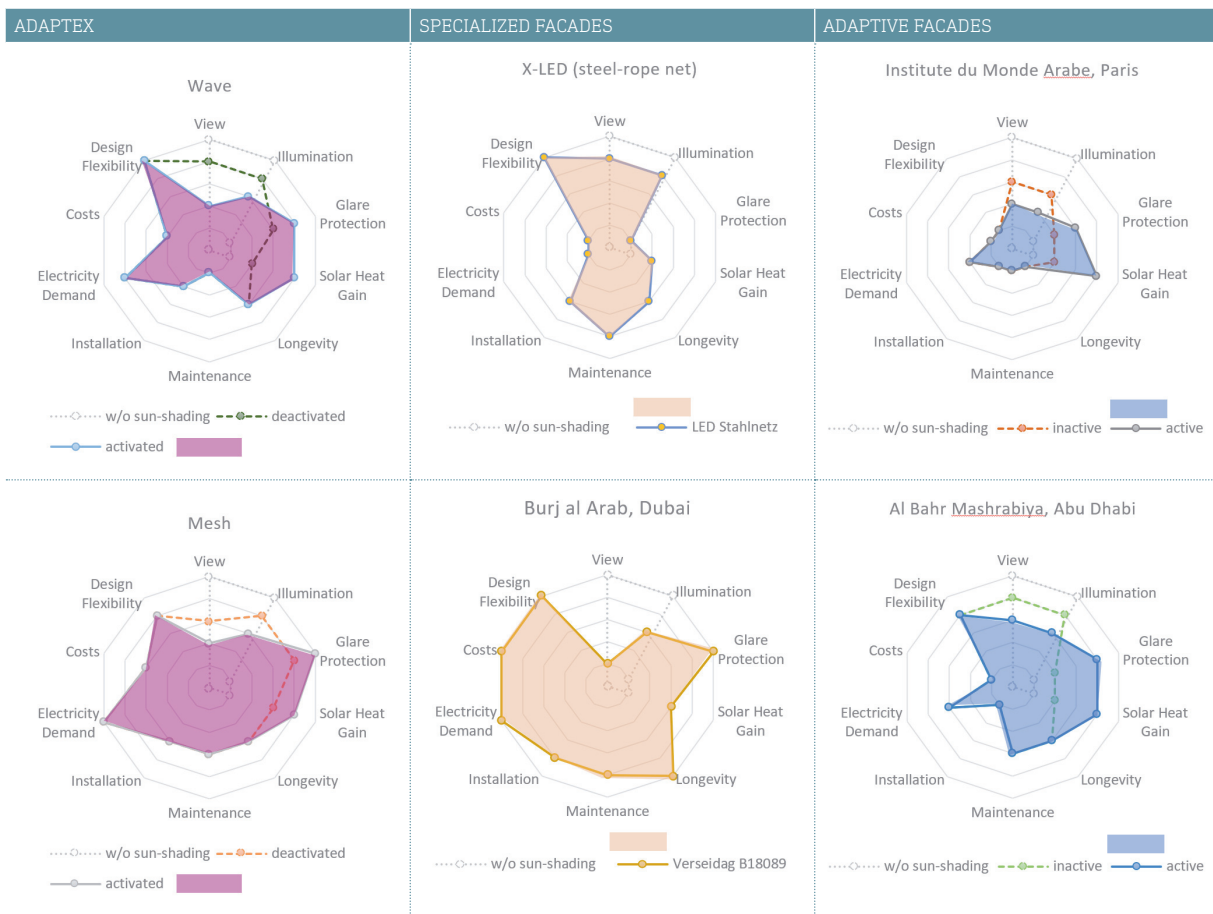 ADAPTEX
SPECIALIZED FACADES
ADAPTIVE FACADES
Wave
View
Illumination
Glare
Protection
Solar Heat
Gain
Longevity
Maintenance
Installation
Electricity
Demand
Costs
Design
Flexibility
w/o sun-shading
deactivated
activated
X-LED (steel-rope net)
View
Illumination
Glare
Protection
Solar Heat
Gain
Longevity
Maintenance
Installation
Electricity
Demand
Costs
Design
Flexibility
w/o sun-shading
LED Stahlnetz
Institute du Monde Arabe, Paris
View
Illumination
Glare
Protection
Solar Heat
Gain
Longevity
Maintenance
Installation
Electricity
Demand
Costs
Design
Flexibility
w/o sun-shading
inactive
active
Mesh
View
Illumination
Glare
Protection
Solar Heat
Gain
Longevity
Maintenance
Installation
Electricity
Demand
Costs
Design
Flexibility
w/o sun-shading
deactivated
activated
Burj al Arab, Dubai
View
Illumination
Glare
Protection
Solar Heat
Gain
Longevity
Maintenance
Installation
Electricity
Demand
Costs
Design
Flexibility
w/o sun-shading
Verseidag B18089
Al Bahr Mashrabiya, Abu Dhabi
View
Illumination
Glare
Protection
Solar Heat
Gain
Longevity
Maintenance
Installation
Electricity
Demand
Costs
Design
Flexibility
w/o sun-shading
inactive
active